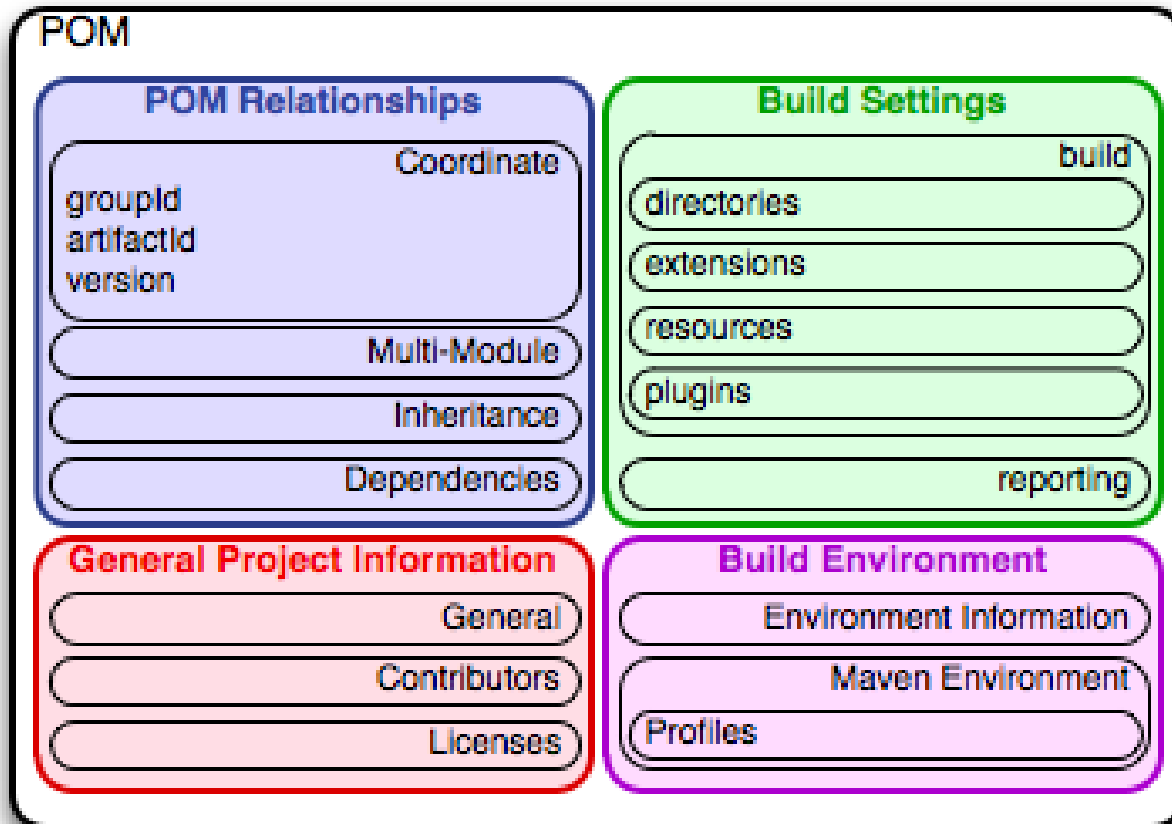 POM
POM Relationships
Coordinate
groupId
artifactId
version
Multi-Module
Inheritance
Dependencies
Build Settings
build
directories
extensions
resources
plugins
reporting
General Project Information
General
Contributors
Licenses
Build Environment
Environment Information
Maven Environment
Profiles